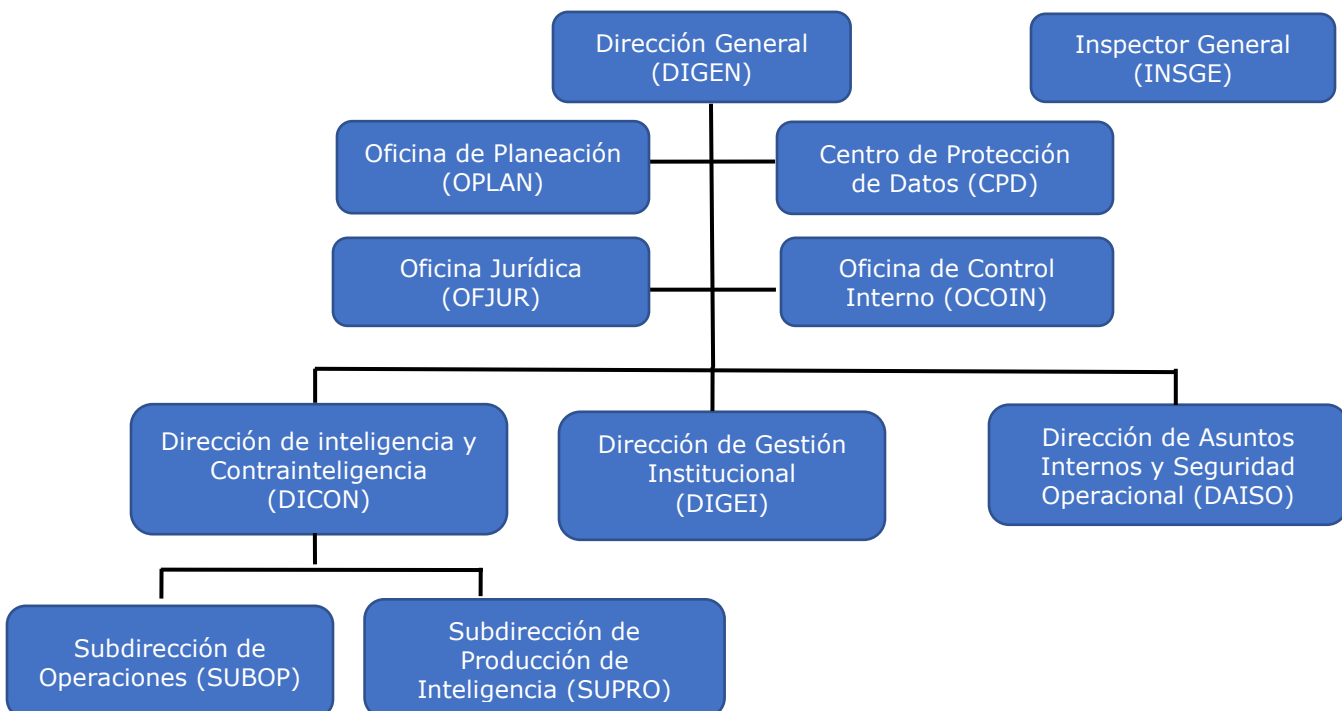 Dirección General
(DIGEN)
Inspector General
(INSGE)
Oficina de Planeación
(OPLAN)
Centro de Protección
de Datos (CPD)
Oficina Jurídica
(OFJUR)
Oficina de Control
Interno (OCOIN)
Dirección de inteligencia y
Contrainteligencia
(DICON)
Dirección de Gestión
Institucional
(DIGEI)
Dirección de Asuntos
Internos y Seguridad
Operacional (DAISO)
Subdirección de
Operaciones (SUBOP)
Subdirección de
Producción de
Inteligencia (SUPRO)